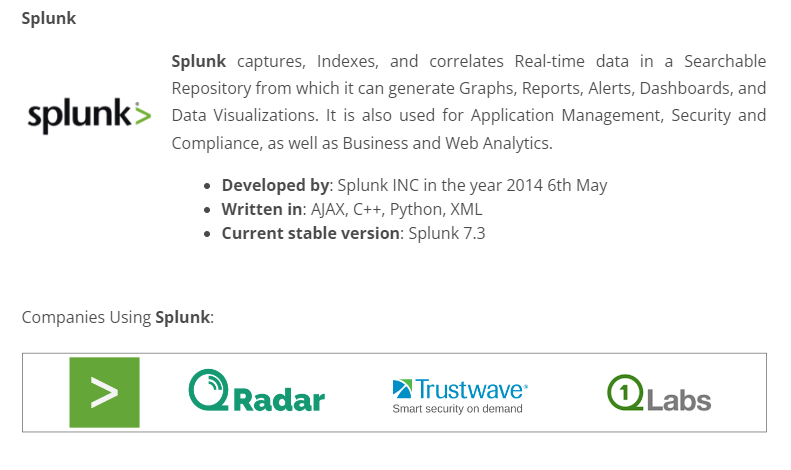 Splunk
Splunk captures, Indexes, and correlates Real-time data in a Searchable
splunk>
Repository from which it can generate Graphs, Reports, Alerts, Dashboards, and
Data Visualizations. It is also used for Application Management, Security and
Compliance, as well as Business and Web Analytics.
• Developed by: Splunk INC in the year 2014 6th May
• Written in: AJAX, C++, Python, XML
• Current stable version: Splunk 7.3
Companies Using Splunk:
> QRadar Trustwave® Q1Labs
Smart security on demand